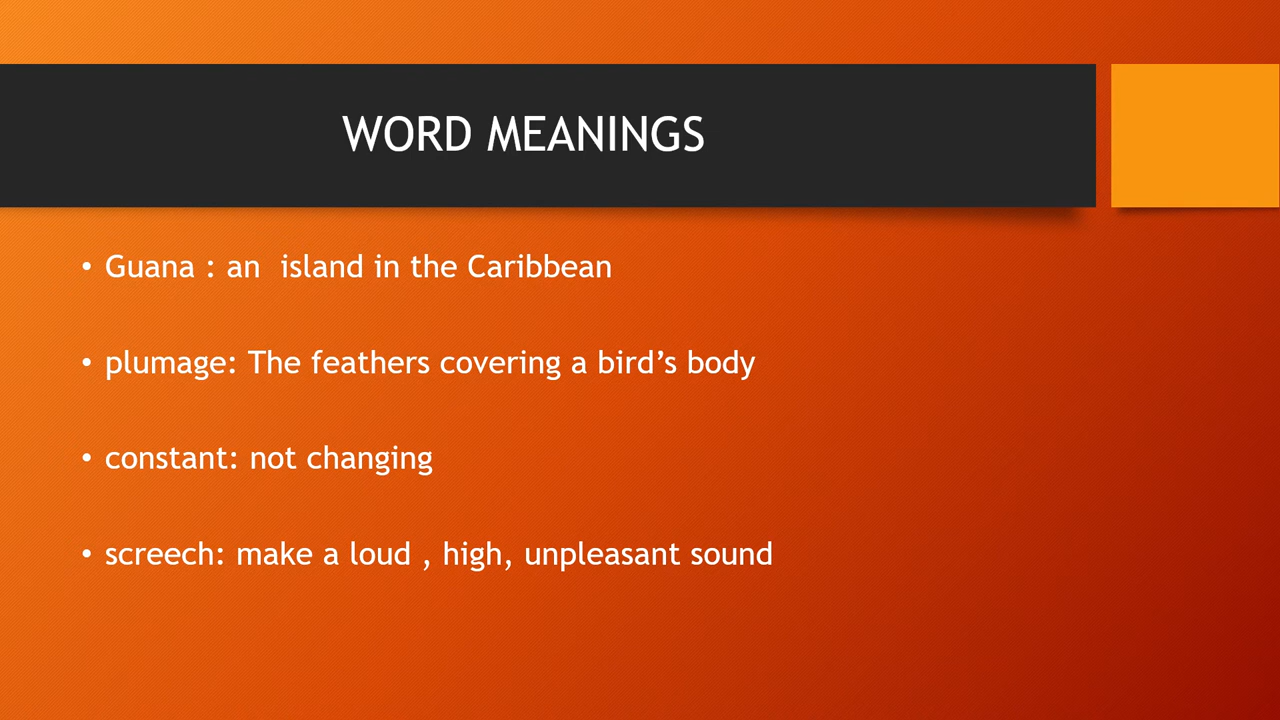 WORD MEANINGS
• Guana : an  island in the Caribbean
• plumage: The feathers covering a bird’s body
• constant: not changing
• screech: make a loud , high, unpleasant sound